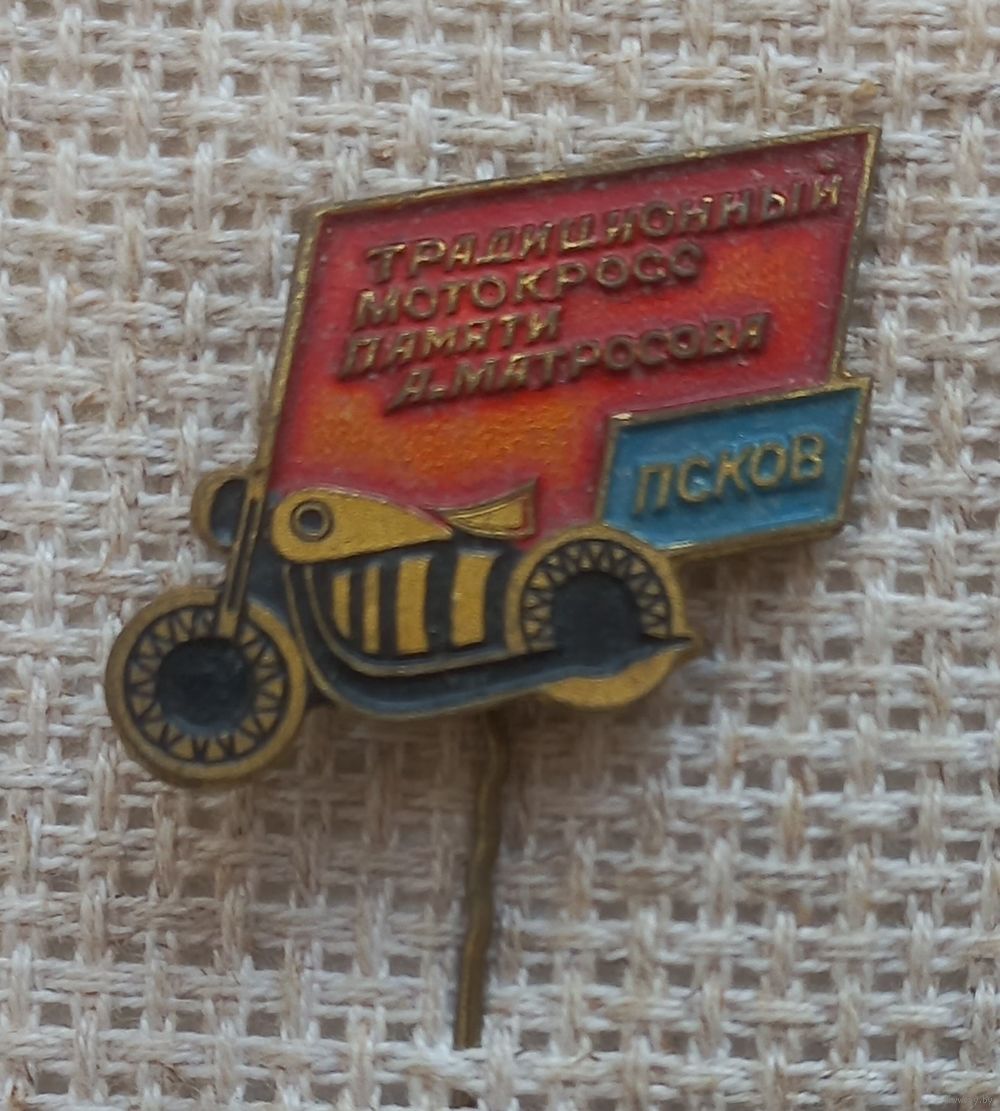 ТРАДИЦИОННЫЙ
МОТОКРОСС
ПАМЯТИ
А.МАТРОСОВА
ПСКОВ